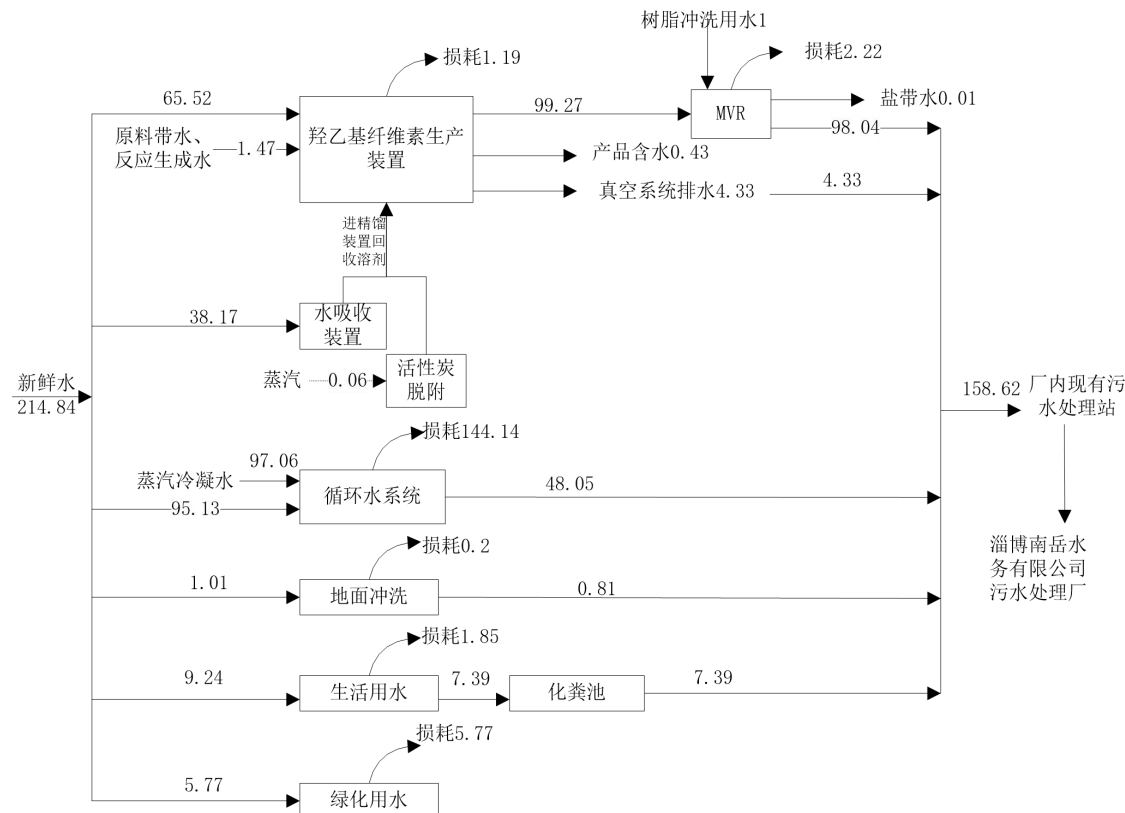 树脂冲洗用水1
损耗1.19
损耗2.22
65.52
99.27
盐带水0.01
羟乙基纤维素生产
装置
MVR
98.04
原料带水、
反应生成水
1.47
产品含水0.43
真空系统排水4.33
4.33
进精馏
装置回
收溶剂
38.17
水吸收
装置
蒸汽
0.06
活性炭
脱附
新鲜水
214.84
158.62
厂内现有污
水处理站
损耗144.14
97.06
蒸汽冷凝水
循环水系统
48.05
95.13
损耗0.2
淄博南岳水
务有限公司
污水处理厂
1.01
地面冲洗
0.81
损耗1.85
9.24
生活用水
7.39
化粪池
7.39
损耗5.77
5.77
绿化用水